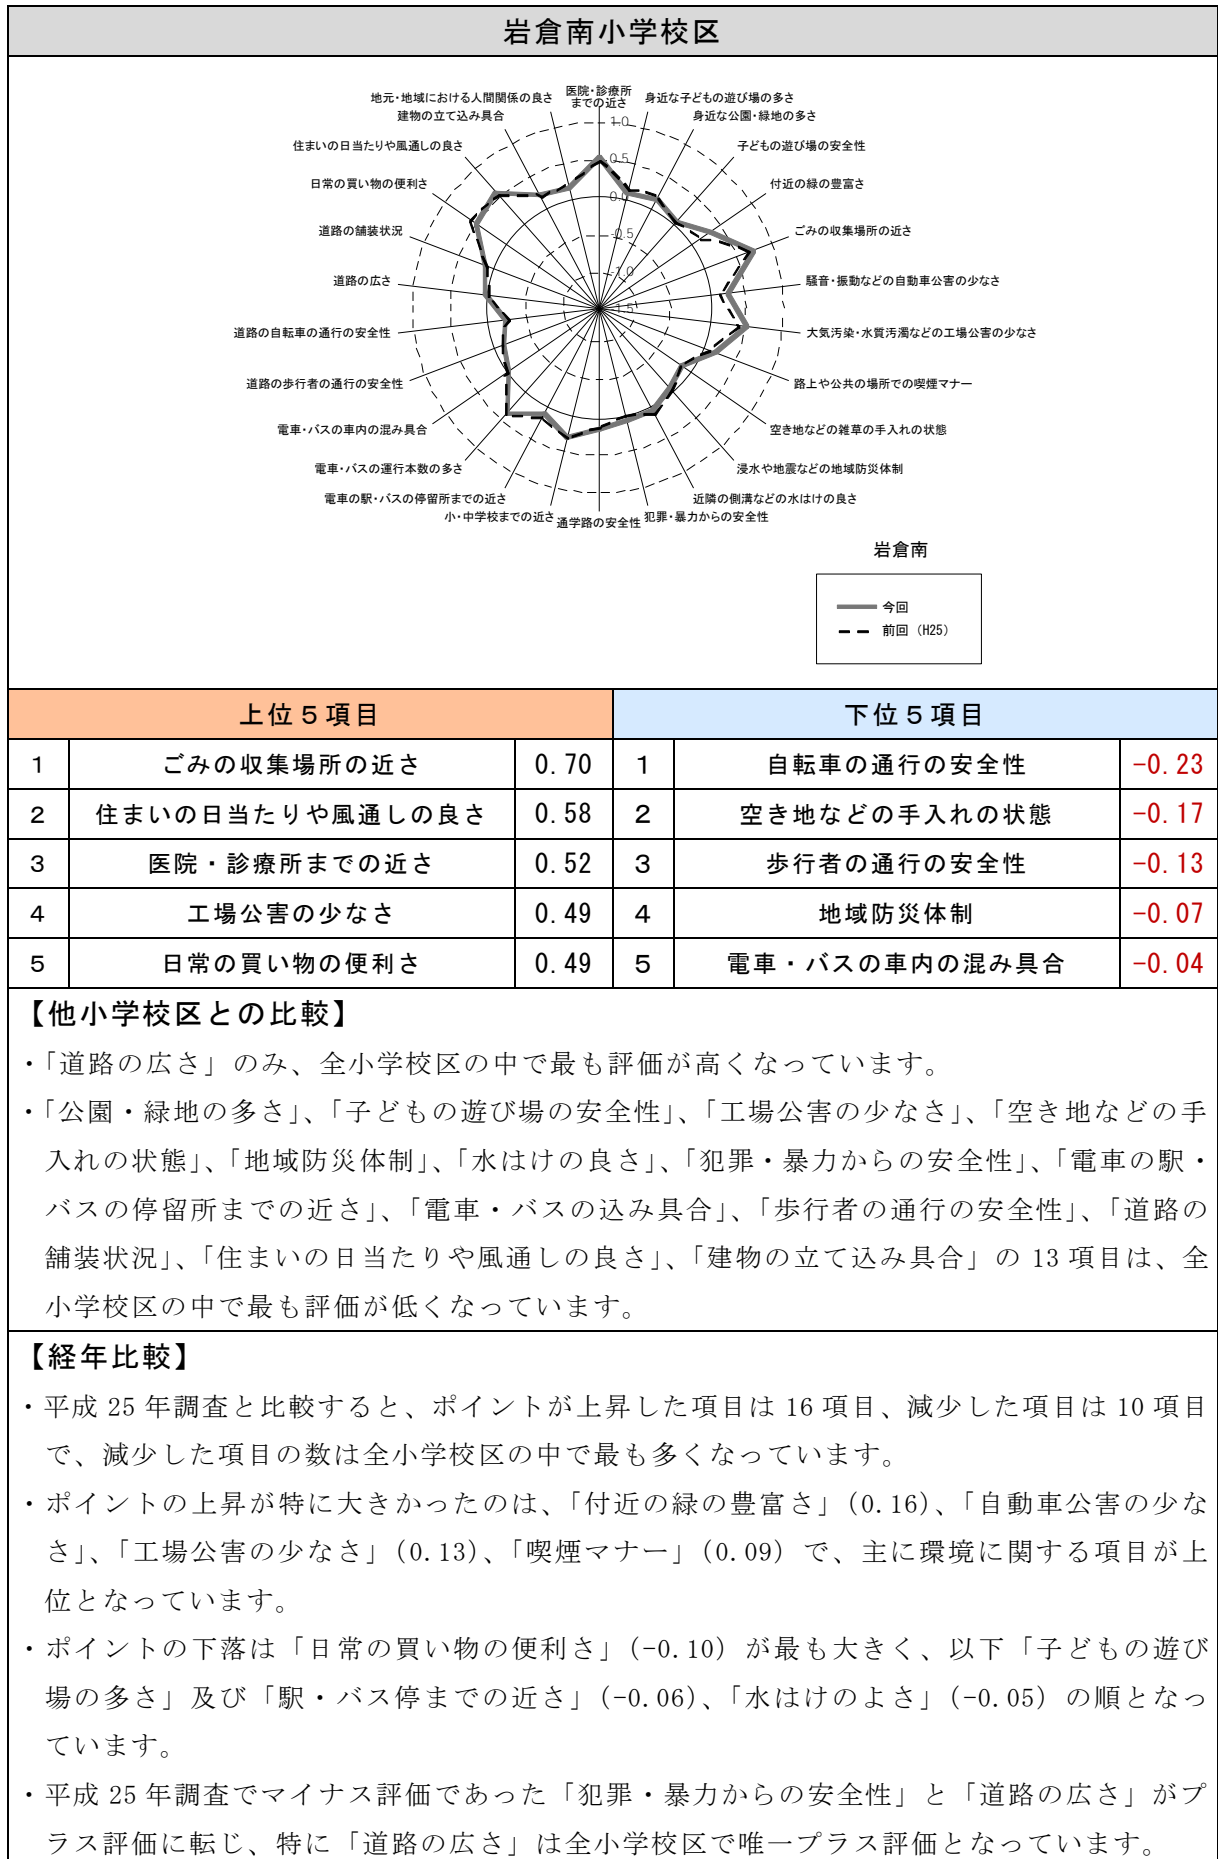 岩倉南小学校区
医院・診療所
までの近さ
身近な子どもの遊び場の多さ
身近な公園・緑地の多さ
子どもの遊び場の安全性
付近の緑の豊富さ
ごみの収集場所の近さ
騒音・振動などの自動車公害の少なさ
大気汚染・水質汚濁などの工場公害の少なさ
路上や公共の場所での喫煙マナー
空き地などの雑草の手入れの状態
浸水や地震などの地域防災体制
近隣の側溝などの水はけの良さ
犯罪・暴力からの安全性
通学路の安全性
小・中学校までの近さ
電車の駅・バスの停留所までの近さ
電車・バスの運行本数の多さ
電車・バスの車内の混み具合
道路の歩行者の通行の安全性
道路の自転車の通行の安全性
道路の広さ
道路の舗装状況
日常の買い物の便利さ
住まいの日当たりや風通しの良さ
建物の立て込み具合
地元・地域における人間関係の良さ
1.0
0.5
0.0
-0.5
-1.0
-1.5
岩倉南
今回
前回（H25）
上位５項目 下位５項目
1 ごみの収集場所の近さ 0.70 1 自転車の通行の安全性 -0.23
2 住まいの日当たりや風通しの良さ 0.58 2 空き地などの手入れの状態 -0.17
3 医院・診療所までの近さ 0.52 3 歩行者の通行の安全性 -0.13
4 工場公害の少なさ 0.49 4 地域防災体制 -0.07
5 日常の買い物の便利さ 0.49 5 電車・バスの車内の混み具合 -0.04
【他小学校区との比較】
・「道路の広さ」のみ、全小学校区の中で最も評価が高くなっています。
・「公園・緑地の多さ」、「子どもの遊び場の安全性」、「工場公害の少なさ」、「空き地などの手
入れの状態」、「地域防災体制」、「水はけの良さ」、「犯罪・暴力からの安全性」、「電車の駅・
バスの停留所までの近さ」、「電車・バスの込み具合」、「歩行者の通行の安全性」、「道路の
舗装状況」、「住まいの日当たりや風通しの良さ」、「建物の立て込み具合」の 13 項目は、全
小学校区の中で最も評価が低くなっています。
【経年比較】
・平成 25 年調査と比較すると、ポイントが上昇した項目は 16 項目、減少した項目は 10 項目
で、減少した項目の数は全小学校区の中で最も多くなっています。
・ポイントの上昇が特に大きかったのは、「付近の緑の豊富さ」（0.16）、「自動車公害の少な
さ」、「工場公害の少なさ」（0.13）、「喫煙マナー」（0.09）で、主に環境に関する項目が上
位となっています。
・ポイントの下落は「日常の買い物の便利さ」（-0.10）が最も大きく、以下「子どもの遊び
場の多さ」及び「駅・バス停までの近さ」（-0.06）、「水はけのよさ」（-0.05）の順となっ
ています。
・平成 25 年調査でマイナス評価であった「犯罪・暴力からの安全性」と「道路の広さ」がプ
ラス評価に転じ、特に「道路の広さ」は全小学校区で唯一プラス評価となっています。